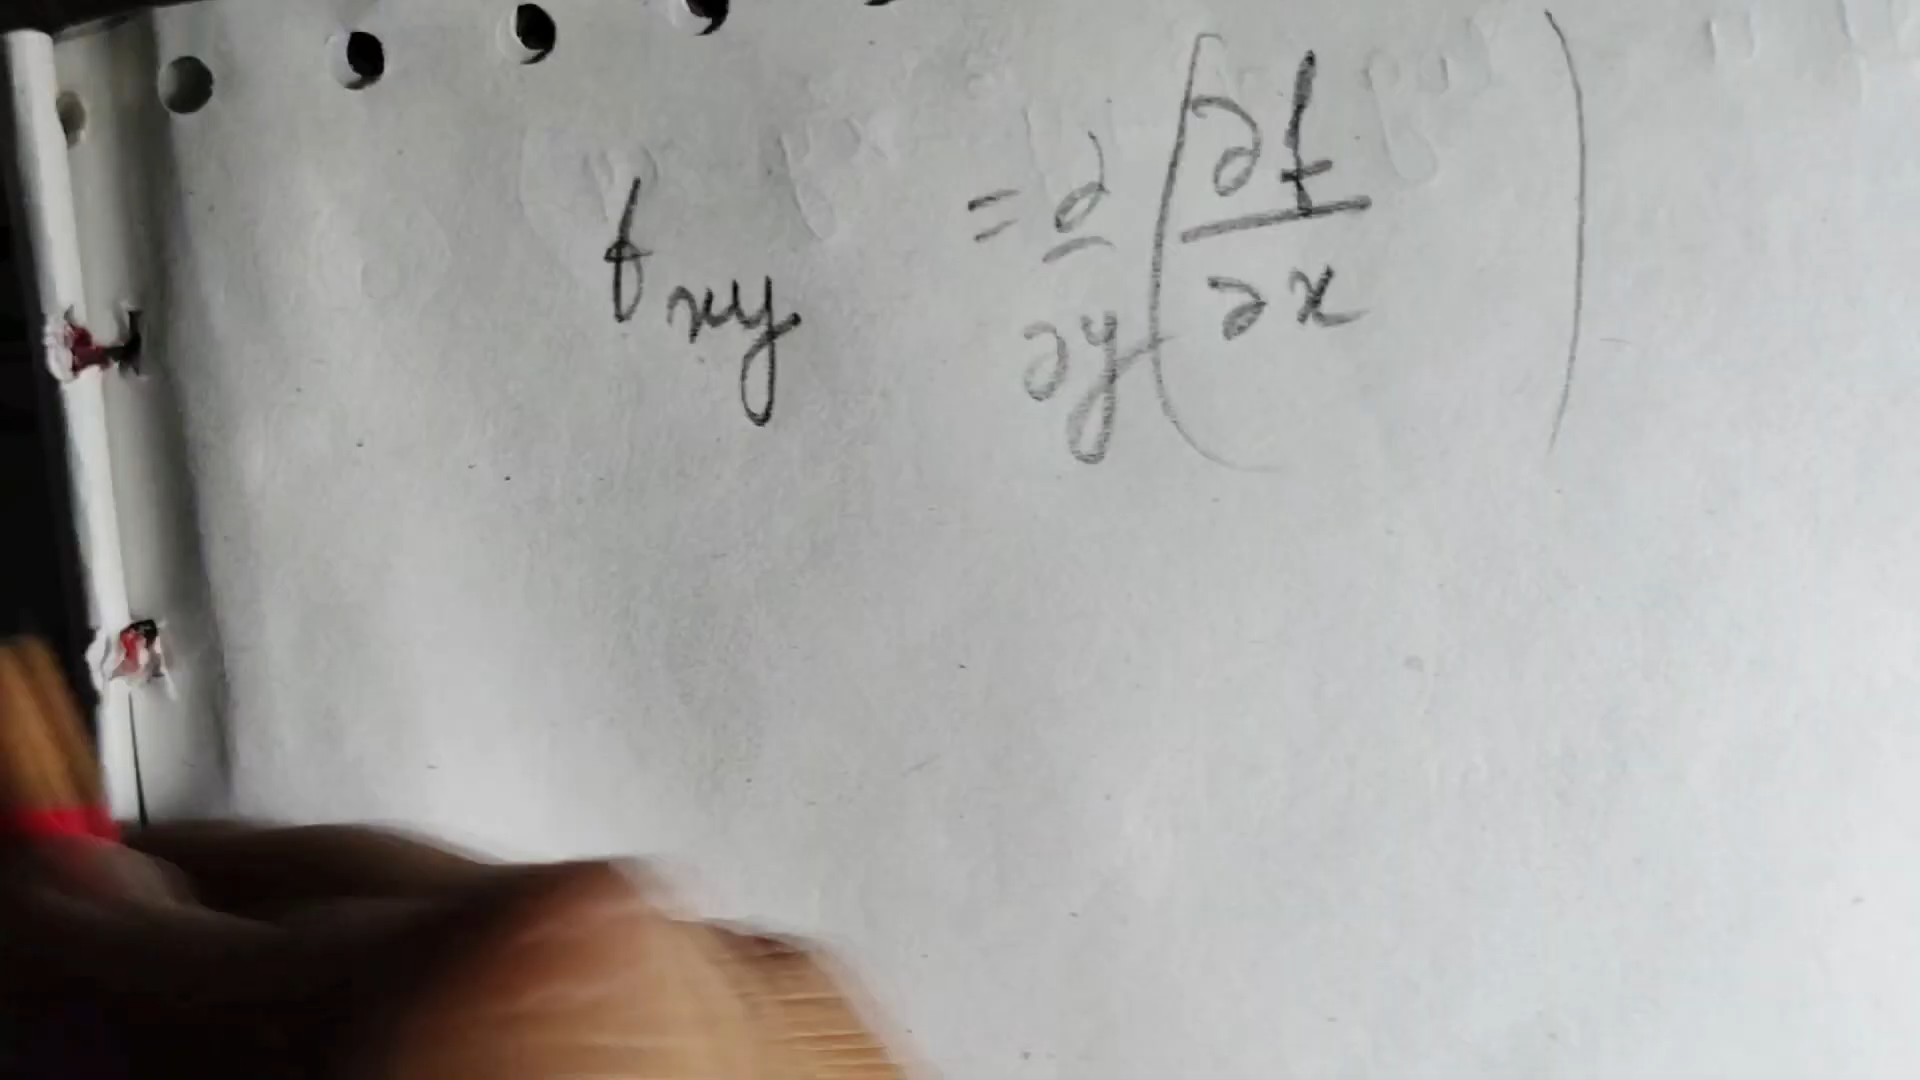 f_xy = ∂/∂y (∂f/∂x)